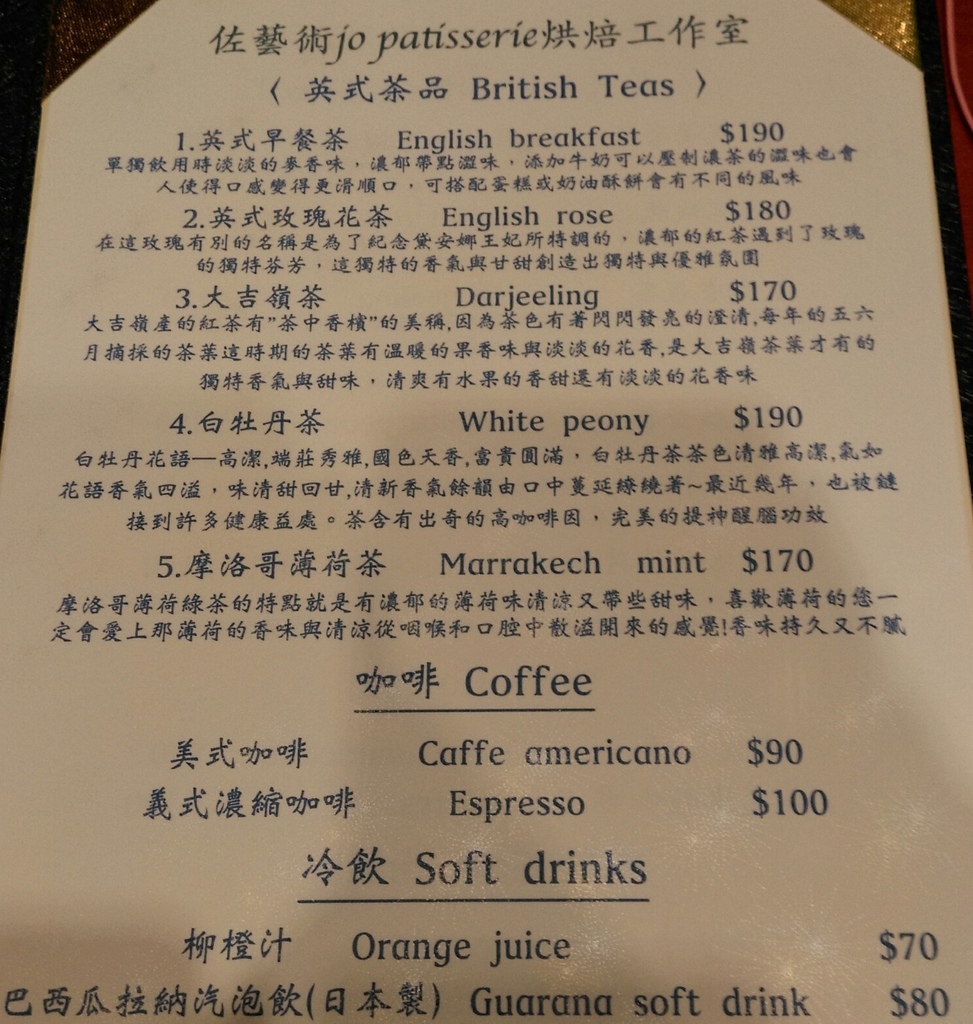 佐藝術jo patisserie烘焙工作室
〈 英式茶品 British Teas 〉
1.英式早餐茶 English breakfast $190
單獨飲用時淡淡的麥香味，濃郁帶點澀味，添加牛奶可以壓制濃茶的澀味也會
人使得口感變得更滑順口，可搭配蛋糕或奶油酥餅會有不同的風味
2.英式玫瑰花茶 English rose $180
在這玫瑰有別的名稱是為了紀念黛安娜王妃所特調的，濃郁的紅茶遇到了玫瑰
的獨特芬芳，這獨特的香氣與甘甜創造出獨特與優雅氛圍
3.大吉嶺茶 Darjeeling $170
大吉嶺產的紅茶有"茶中香檳"的美稱,因為茶色有著閃閃發亮的澄清,每年的五六
月摘採的茶葉這時期的茶葉有溫暖的果香味與淡淡的花香,是大吉嶺茶葉才有的
獨特香氣與甜味，清爽有水果的香甜還有淡淡的花香味
4.白牡丹茶 White peony $190
白牡丹花語—高潔,端莊秀雅,國色天香,富貴圓滿，白牡丹茶茶色清雅高潔,氣如
花語香氣四溢，味清甜回甘,清新香氣餘韻由口中蔓延繚繞著~最近幾年，也被鏈
接到許多健康益處。茶含有出奇的高咖啡因，完美的提神醒腦功效
5.摩洛哥薄荷茶 Marrakech mint $170
摩洛哥薄荷綠茶的特點就是有濃郁的薄荷味清涼又帶些甜味，喜歡薄荷的您一
定會愛上那薄荷的香味與清涼從咽喉和口腔中散溢開來的感覺!香味持久又不膩
咖啡 Coffee
美式咖啡 Caffe americano $90
義式濃縮咖啡 Espresso $100
冷飲 Soft drinks
柳橙汁 Orange juice $70
巴西瓜拉納汽泡飲(日本製) Guarana soft drink $80